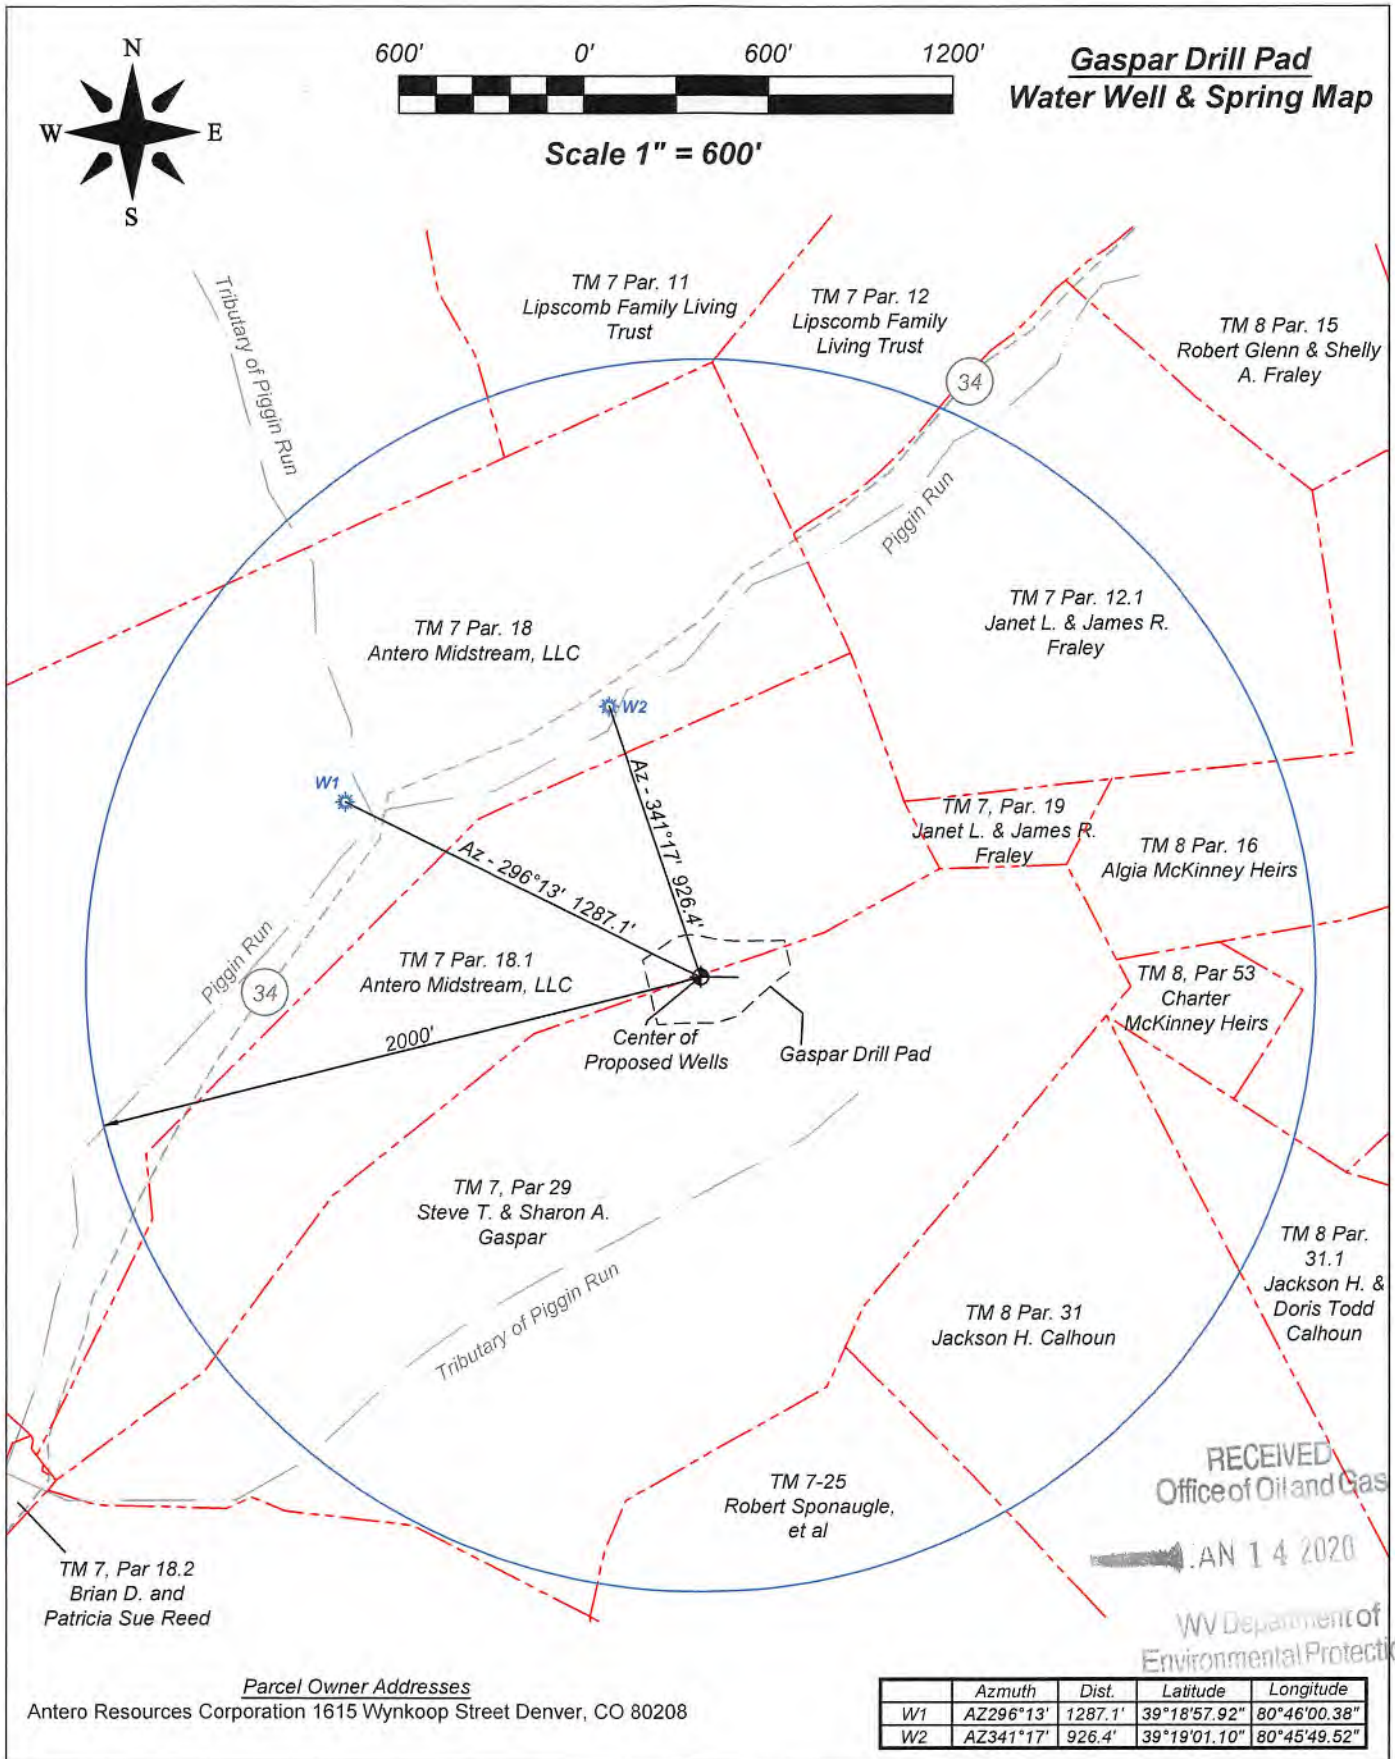 N
W E
S
600' 0' 600' 1200'
Scale 1" = 600'
Gaspar Drill Pad
Water Well & Spring Map
Tributary of Piggin Run
TM 7 Par. 11
Lipscomb Family Living
Trust
TM 7 Par. 12
Lipscomb Family
Living Trust
34
TM 8 Par. 15
Robert Glenn & Shelly
A. Fraley
Piggin Run
TM 7 Par. 18
Antero Midstream, LLC
TM 7 Par. 12.1
Janet L. & James R.
Fraley
W2
W1
Az - 341°17' 926.4'
Az - 296°13' 1287.1'
TM 7, Par. 19
Janet L. & James R.
Fraley
TM 8 Par. 16
Algia McKinney Heirs
Piggin Run
34
TM 7 Par. 18.1
Antero Midstream, LLC
2000'
Center of
Proposed Wells
Gaspar Drill Pad
TM 8, Par 53
Charter
McKinney Heirs
TM 7, Par 29
Steve T. & Sharon A.
Gaspar
Tributary of Piggin Run
TM 8 Par.
31.1
Jackson H. &
Doris Todd
Calhoun
TM 8 Par. 31
Jackson H. Calhoun
TM 7-25
Robert Sponaugle,
et al
RECEIVED
Office of Oil and Gas
JAN 14 2020
WV Department of
Environmental Protectio
TM 7, Par 18.2
Brian D. and
Patricia Sue Reed
Parcel Owner Addresses
Antero Resources Corporation 1615 Wynkoop Street Denver, CO 80208
Azimuth Dist. Latitude Longitude
W1 AZ296°13' 1287.1' 39°18'57.92" 80°46'00.38"
W2 AZ341°17' 926.4' 39°19'01.10" 80°45'49.52"